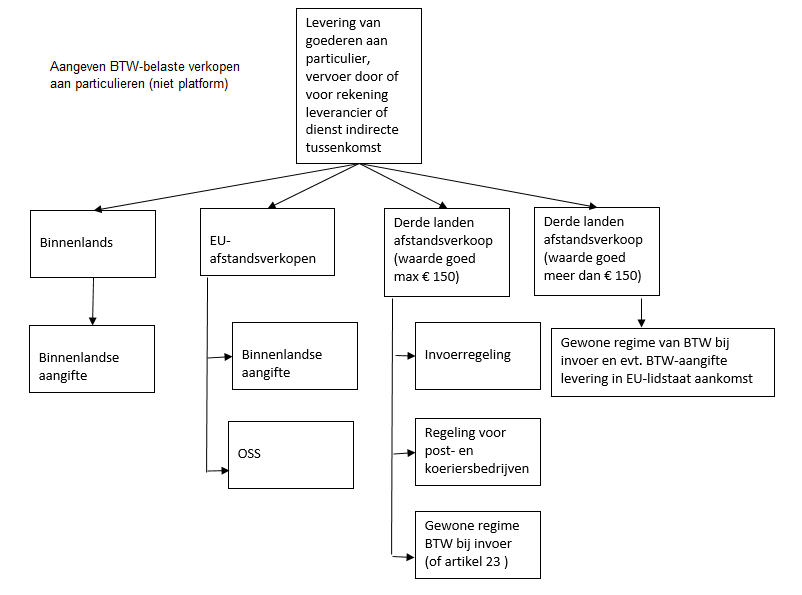 Aangeven BTW-belaste verkopen
aan particulieren (niet platform)
Levering van
goederen aan
particulier,
vervoer door of
voor rekening
leverancier of
dienst indirecte
tussenkomst
Binnenlands
EU-
afstandsverkopen
Derde landen
afstandsverkoop
(waarde goed
max € 150)
Derde landen
afstandsverkoop
(waarde goed
meer dan € 150)
Binnenlandse
aangifte
Binnenlandse
aangifte
OSS
Invoerregeling
Regeling voor
post- en
koeriersbedrijven
Gewone regime
BTW bij invoer
(of artikel 23 )
Gewone regime van BTW bij
invoer en evt. BTW-aangifte
levering in EU-lidstaat aankomst